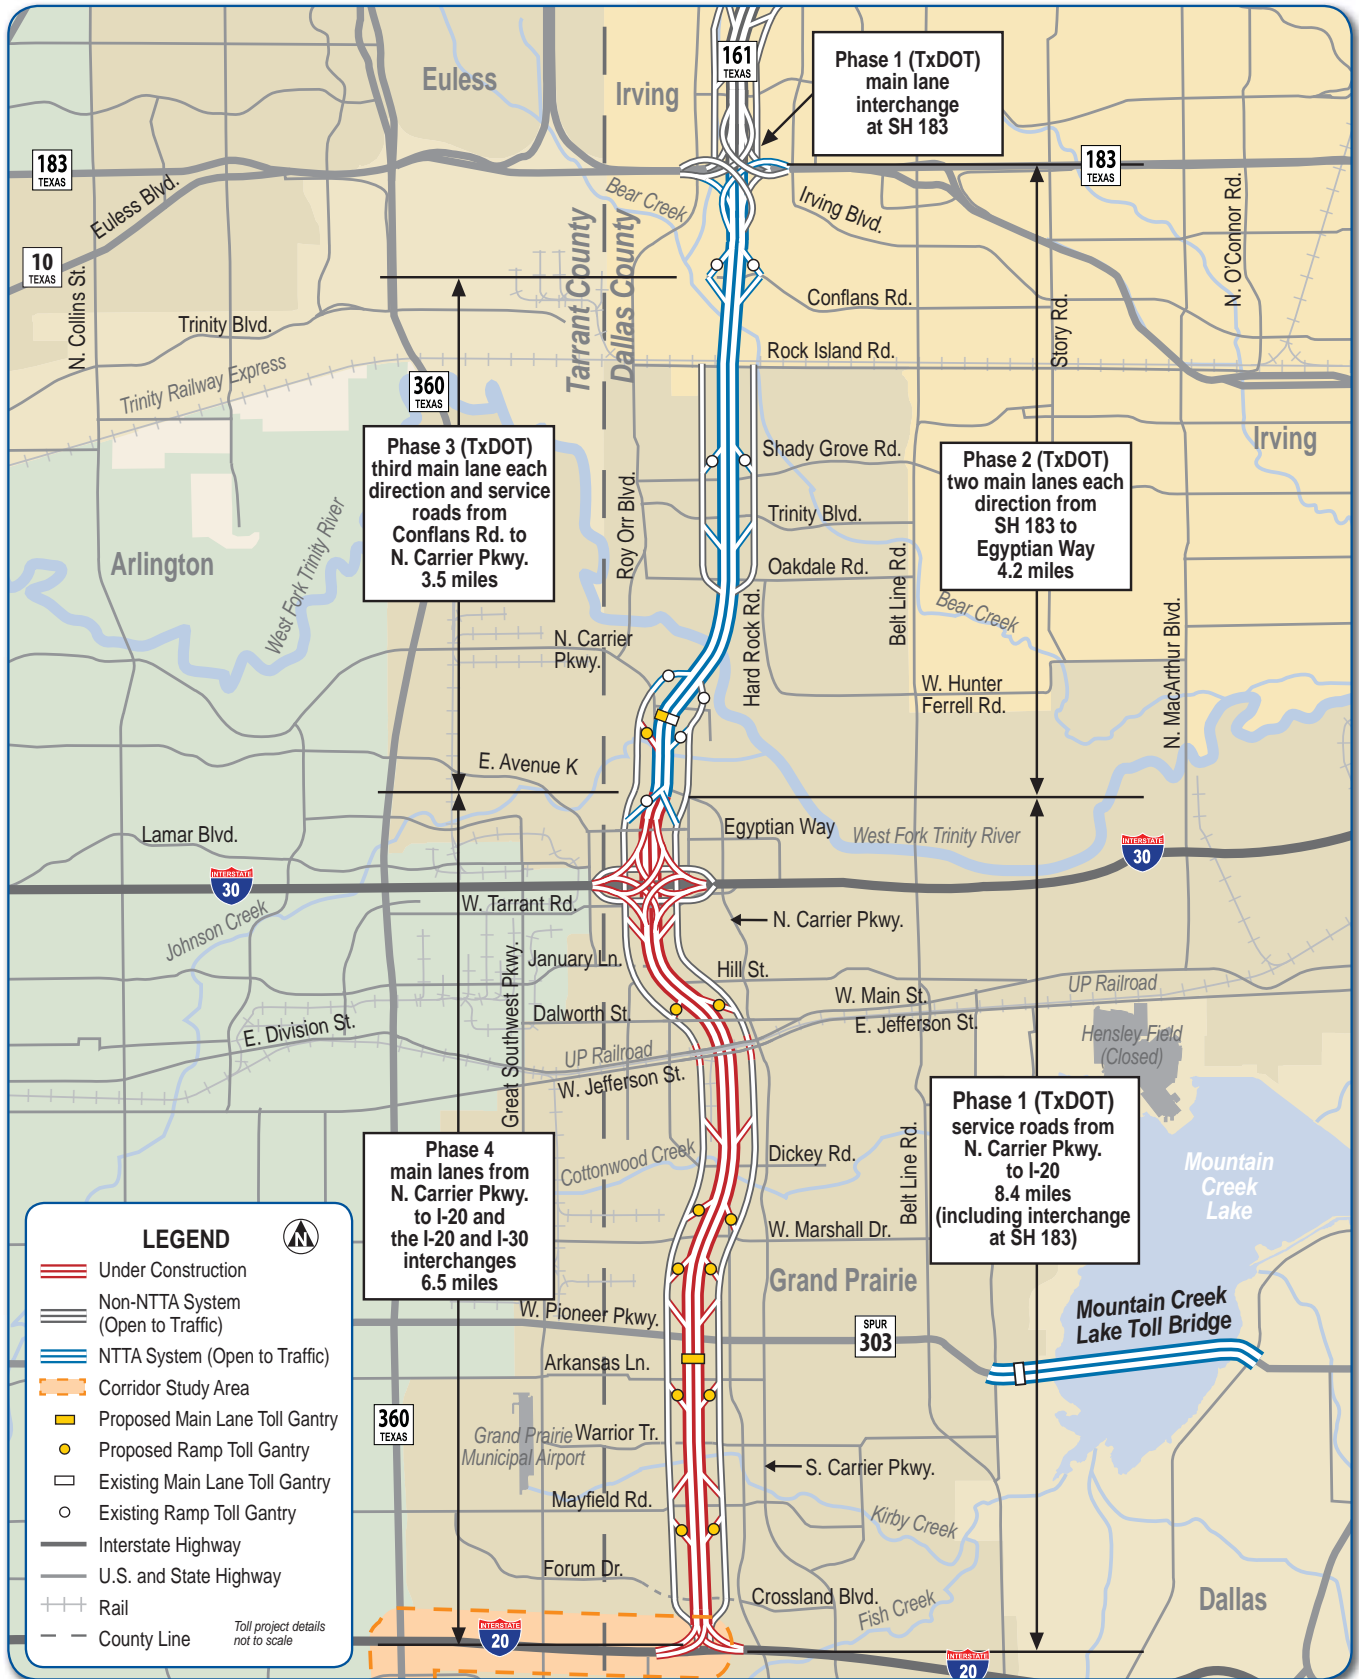 161
TEXAS
Phase 1 (TxDOT)
main lane
interchange
at SH 183
Euless
Irving
183
TEXAS
183
TEXAS
Euless Blvd.
Bear Creek
Irving Blvd.
N. O'Connor Rd.
10
TEXAS
N. Collins St.
Tarrant County
Dallas County
Conflans Rd.
Story Rd.
Trinity Blvd.
Rock Island Rd.
Trinity Railway Express
360
TEXAS
Phase 3 (TxDOT)
third main lane each
direction and service
roads from
Conflans Rd. to
N. Carrier Pkwy.
3.5 miles
Shady Grove Rd.
Irving
Phase 2 (TxDOT)
two main lanes each
direction from
SH 183 to
Egyptian Way
4.2 miles
Roy Orr Blvd.
Trinity Blvd.
West Fork Trinity River
Arlington
Oakdale Rd.
Belt Line Rd.
Hard Rock Rd.
Bear Creek
N. MacArthur Blvd.
N. Carrier
Pkwy.
W. Hunter
Ferrell Rd.
E. Avenue K
Lamar Blvd.
Egyptian Way
West Fork Trinity River
INTERSTATE
30
INTERSTATE
30
W. Tarrant Rd.
N. Carrier Pkwy.
Johnson Creek
January Ln.
Hill St.
Great Southwest Pkwy.
UP Railroad
W. Main St.
E. Jefferson St.
Dalworth St.
E. Division St.
Hensley Field
(Closed)
UP Railroad
W. Jefferson St.
Phase 1 (TxDOT)
service roads from
N. Carrier Pkwy.
to I-20
8.4 miles
(including interchange
at SH 183)
Phase 4
main lanes from
N. Carrier Pkwy.
to I-20 and
the I-20 and I-30
interchanges
6.5 miles
Cottonwood Creek
Dickey Rd.
Belt Line Rd.
Mountain
Creek
Lake
W. Marshall Dr.
Grand Prairie
W. Pioneer Pkwy.
SPUR
303
Mountain Creek
Lake Toll Bridge
Arkansas Ln.
360
TEXAS
Grand Prairie
Municipal Airport
Warrior Tr.
S. Carrier Pkwy.
Mayfield Rd.
Kirby Creek
Forum Dr.
Crossland Blvd.
Fish Creek
Dallas
INTERSTATE
20
INTERSTATE
20
LEGEND
N
Under Construction
Non-NTTA System
(Open to Traffic)
NTTA System (Open to Traffic)
Corridor Study Area
Proposed Main Lane Toll Gantry
Proposed Ramp Toll Gantry
Existing Main Lane Toll Gantry
Existing Ramp Toll Gantry
Interstate Highway
U.S. and State Highway
Rail
County Line
Toll project details
not to scale